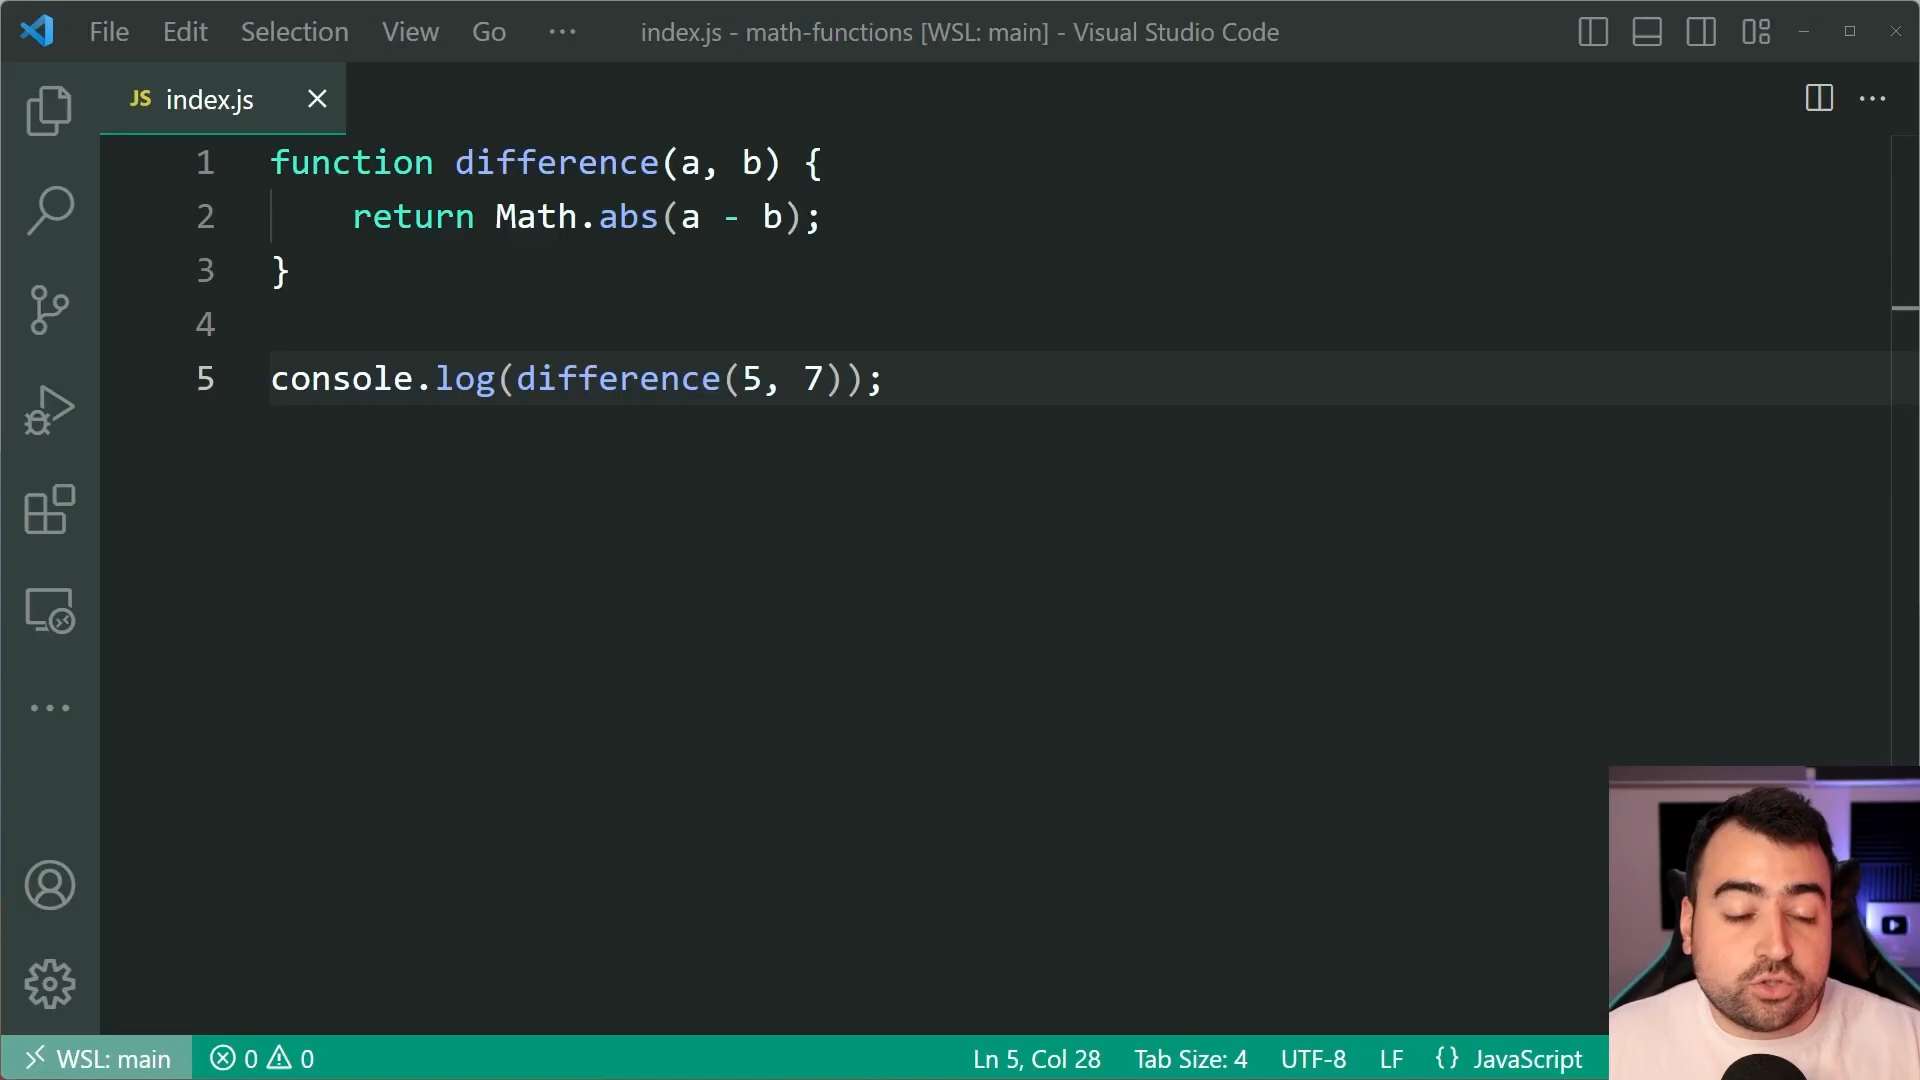 File Edit Selection View Go ··· index.js - math-functions [WSL: main] - Visual Studio Code
JS index.js
1 function difference(a, b) {
2     return Math.abs(a - b);
3 }
4
5 console.log(difference(5, 7));
WSL: main 0 0 Ln 5, Col 28 Tab Size: 4 UTF-8 LF {} JavaScript